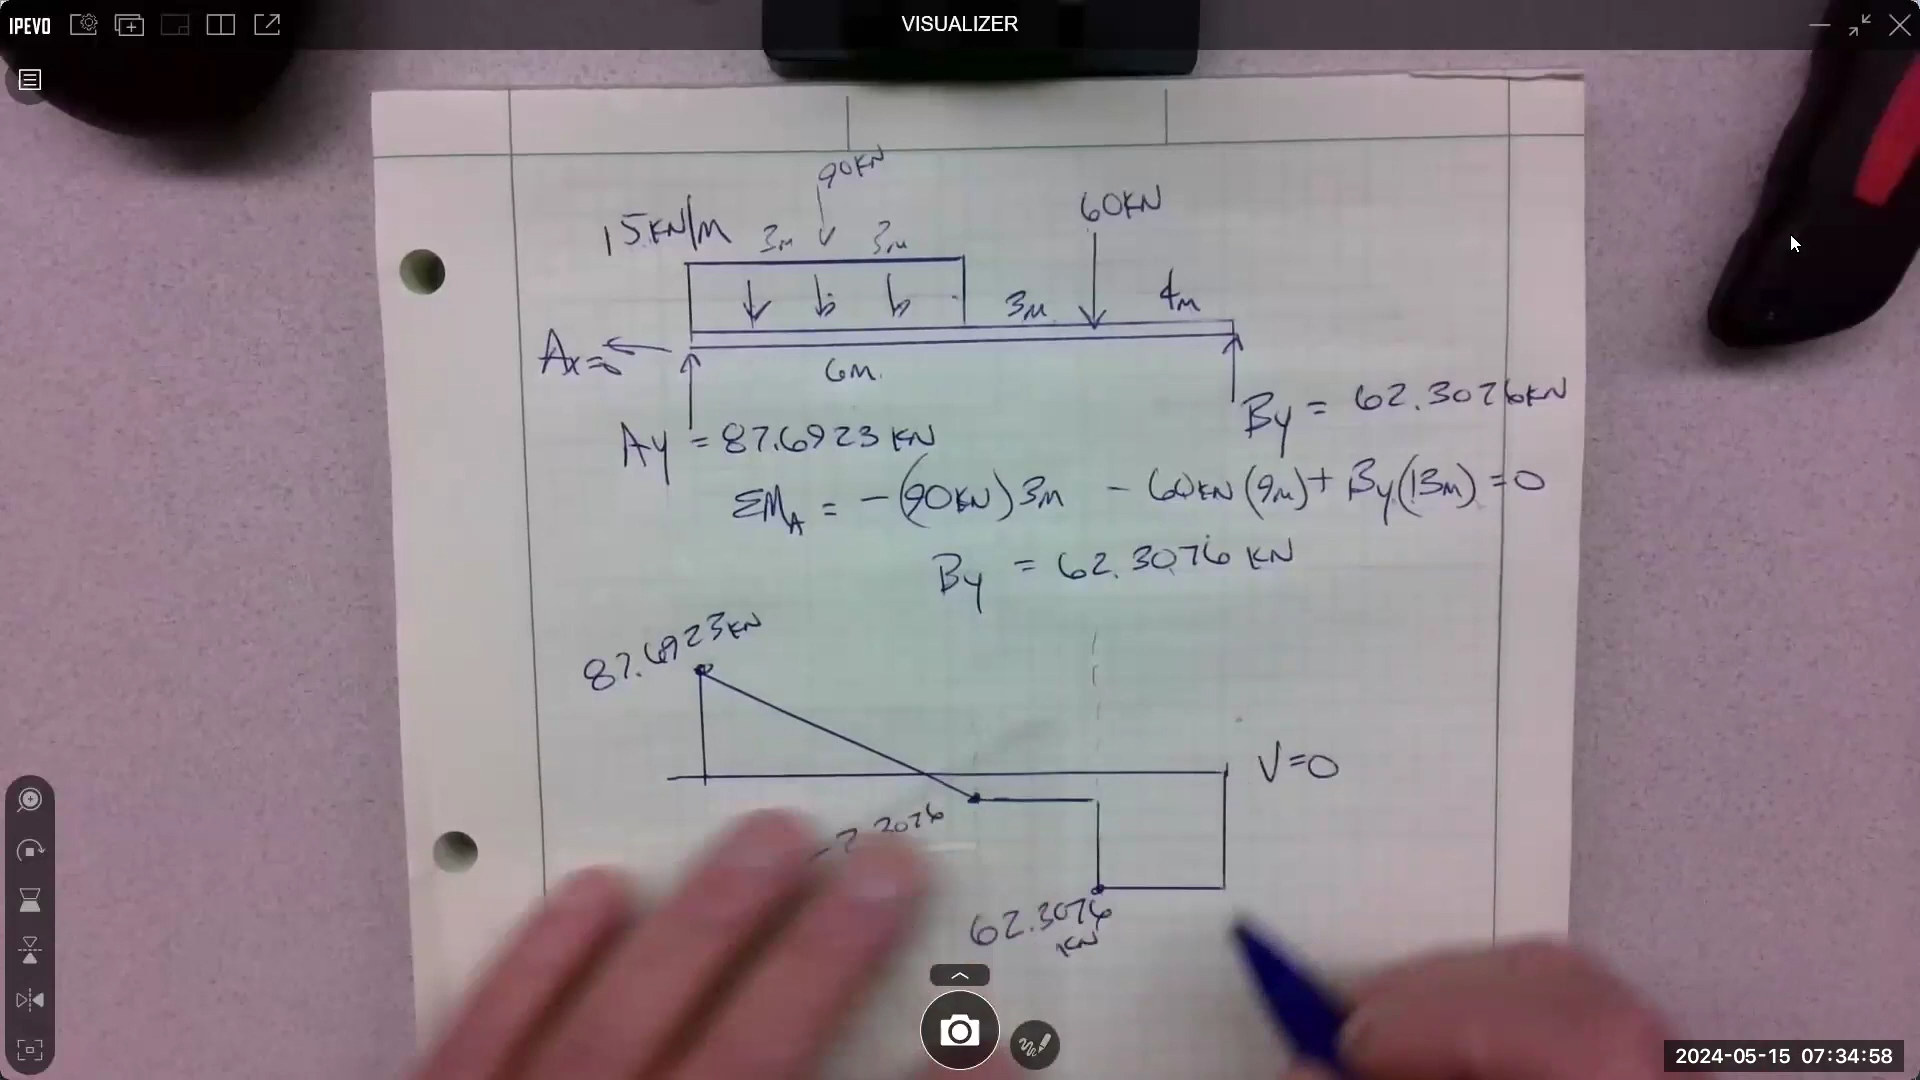 IPEVO
VISUALIZER
90KN
15KN/M
3m
3m
60KN
3m
4m
Ax=0
6m.
Ay = 87.6923 KN
By = 62.3076KN
ΣMA = -(90KN)3m - 60KN(9m)+ By(13m)=0
By = 62.3076 KN
87.6923KN
V=0
-2.3076
62.3076
KN
2024-05-15 07:34:58